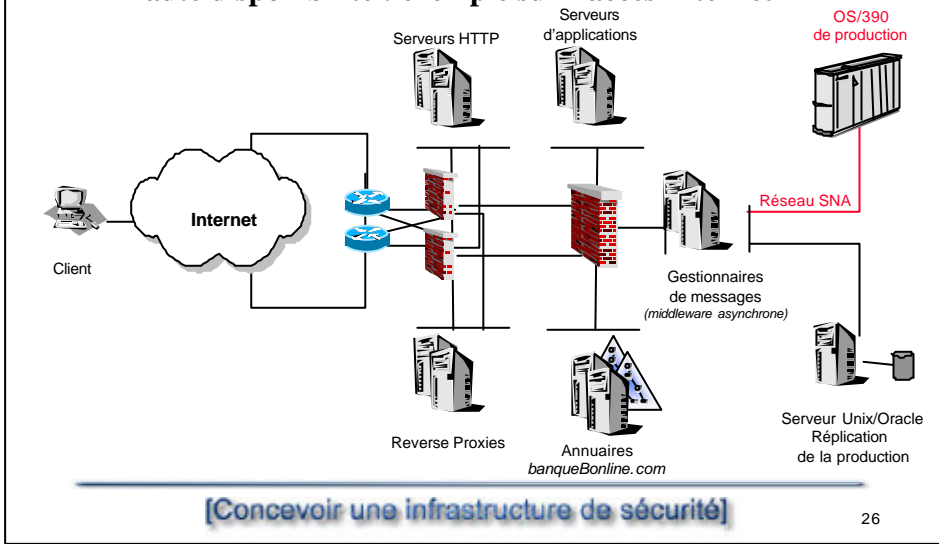 Serveurs
d'applications
OS/390
de production
Serveurs HTTP
Internet
Client
Réseau SNA
Gestionnaires
de messages
(middleware asynchrone)
Reverse Proxies
Annuaires
banqueBonline.com
Serveur Unix/Oracle
Réplication
de la production
[Concevoir une infrastructure de sécurité]
26